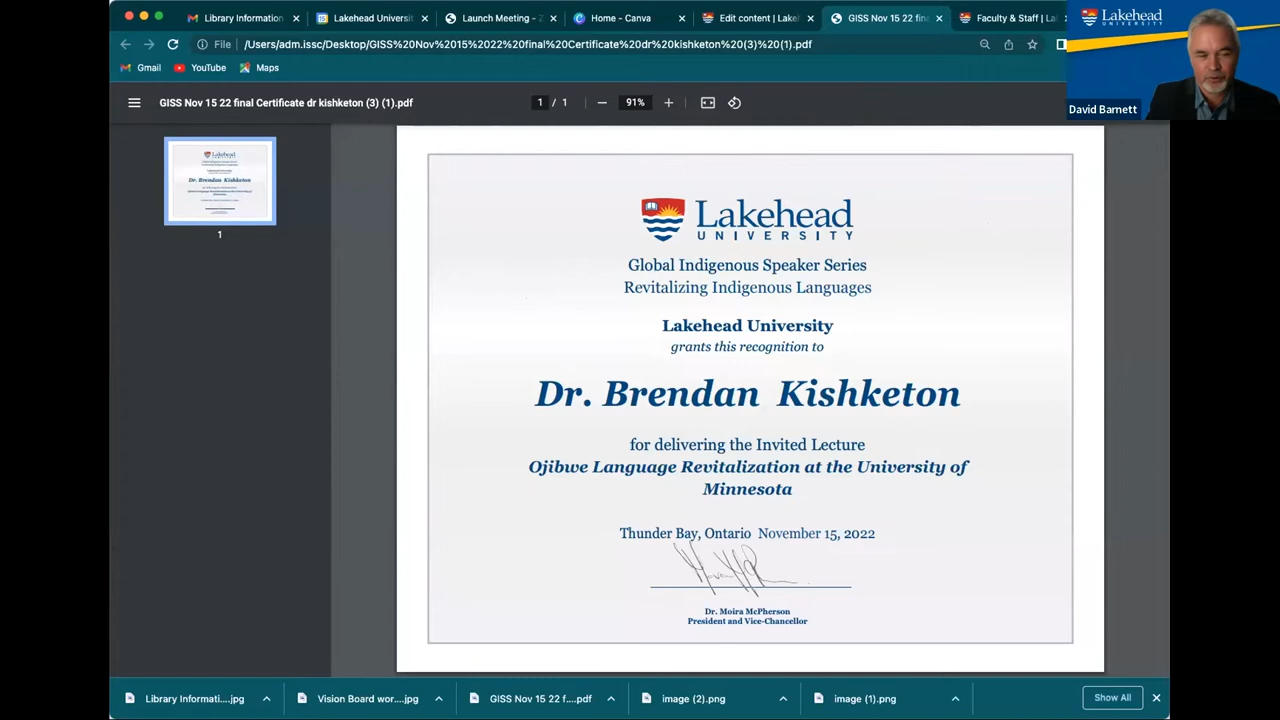 Library Information
Lakehead Universi
Launch Meeting - Z
Home - Canva
Edit content | Lake
GISS Nov 15 22 fin
Faculty & Staff | La
File
/Users/adm.issc/Desktop/GISS%20Nov%2015%2022%20final%20Certificate%20dr%20kishketon%20(3)%20(1).pdf
Gmail
YouTube
Maps
Lakehead
UNIVERSITY
David Barnett
GISS Nov 15 22 final Certificate dr kishketon (3) (1).pdf
1 / 1
91%
1
Lakehead
UNIVERSITY
Global Indigenous Speaker Series
Revitalizing Indigenous Languages
Lakehead University
grants this recognition to
Dr. Brendan Kishketon
for delivering the Invited Lecture
Ojibwe Language Revitalization at the University of
Minnesota
Thunder Bay, Ontario November 15, 2022
Dr. Moira McPherson
President and Vice-Chancellor
Library Informati....jpg
Vision Board wor....jpg
GISS Nov 15 22 f....pdf
image (2).png
image (1).png
Show All